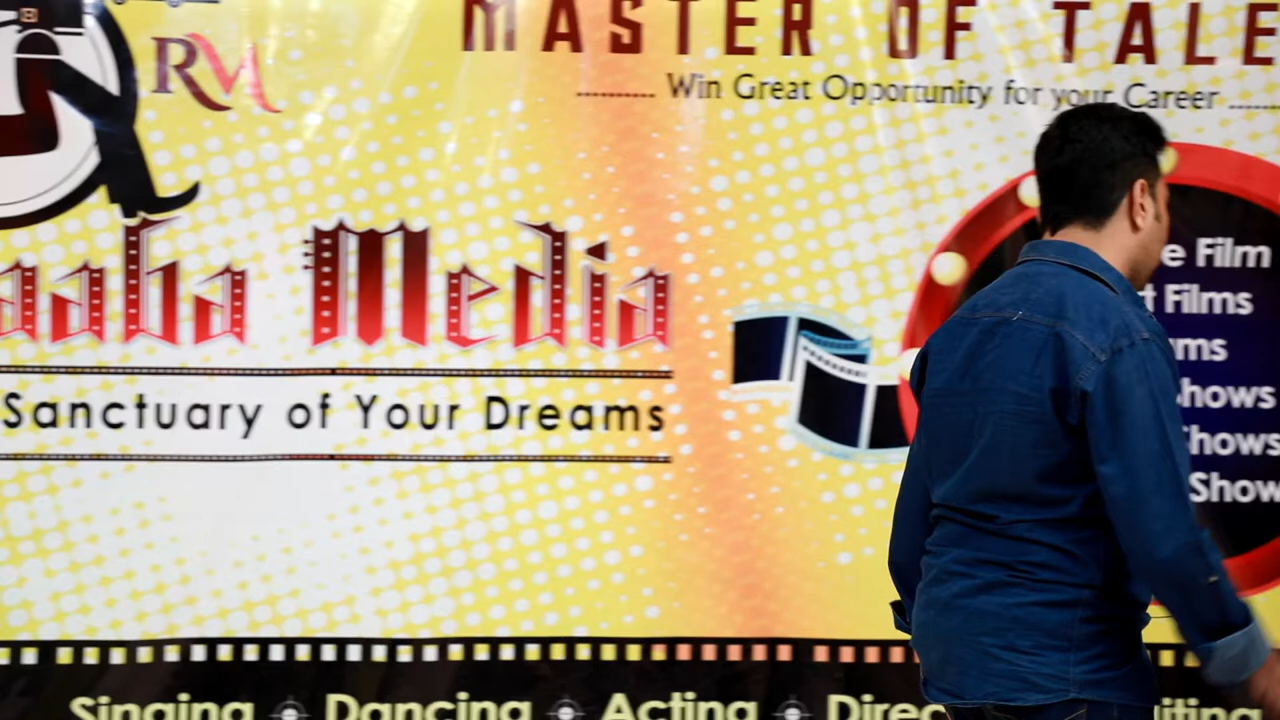 RM
MASTER OF TALE
......... Win Great Opportunity for your Career ......
aaba Media
Sanctuary of Your Dreams
e Film
t Films
ms
Shows
Shows
Show
Singing Dancing Acting Direc iting